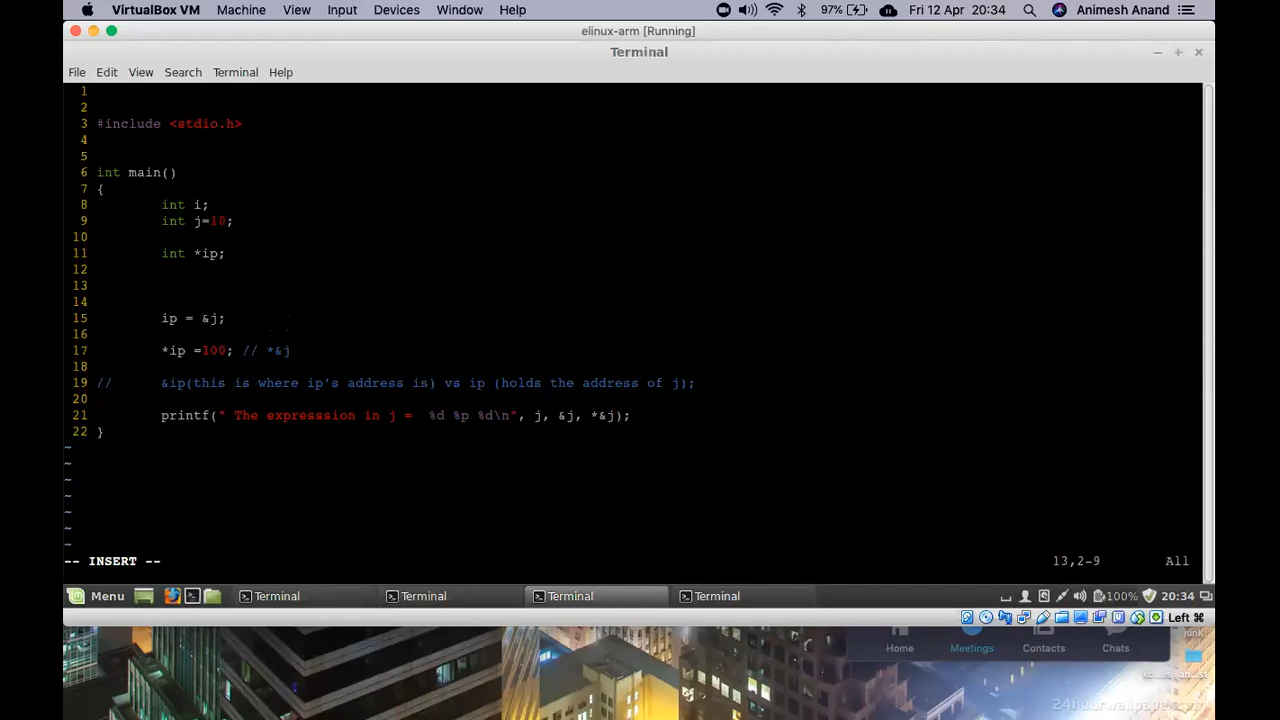 VirtualBox VM Machine View Input Devices Window Help 97% Fri 12 Apr 20:34 Animesh Anand
elinux-arm [Running]
Terminal
File Edit View Search Terminal Help
1
2
3 #include <stdio.h>
4
5
6 int main()
7 {
8 int i;
9 int j=10;
10
11 int *ip;
12
13
14
15 ip = &j;
16
17 *ip =100; // *&j
18
19 // &ip(this is where ip's address is) vs ip (holds the address of j);
20
21 printf(" The expresssion in j =  %d %p %d\n", j, &j, *&j);
22 }
~
~
~
~
~
~
~
-- INSERT -- 13,2-9 All
Menu Terminal Terminal Terminal Terminal 100% 20:34
Left ⌘
Home Meetings Contacts Chats
junk